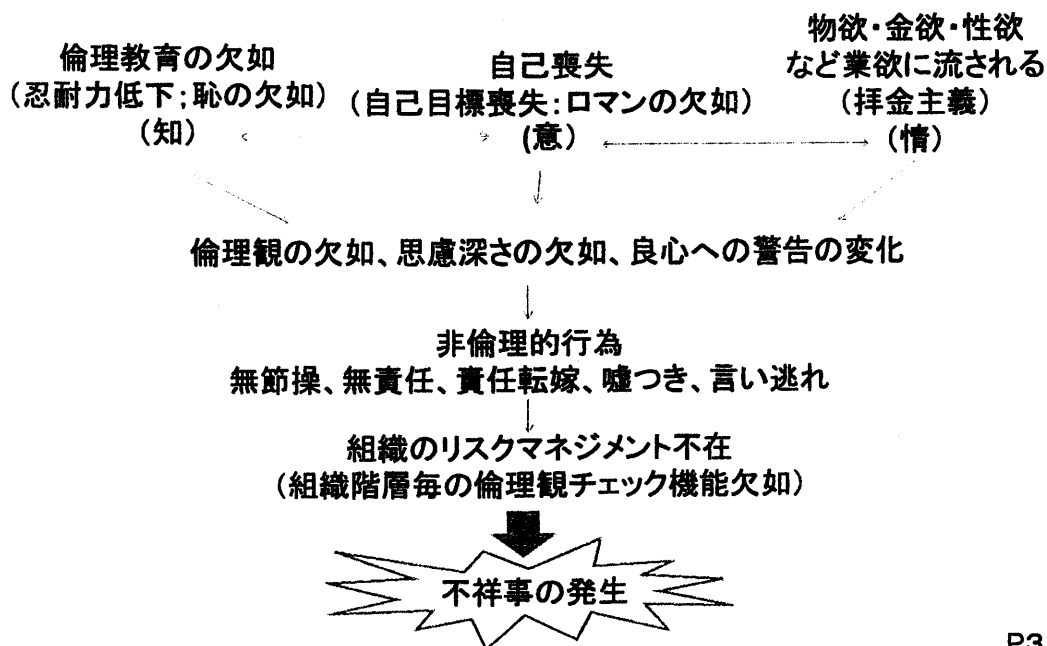 倫理教育の欠如
(忍耐力低下;恥の欠如)
(知)
自己喪失
(自己目標喪失:ロマンの欠如)
(意)
物欲・金欲・性欲
など業欲に流される
(拝金主義)
(情)
倫理観の欠如、思慮深さの欠如、良心への警告の変化
非倫理的行為
無節操、無責任、責任転嫁、嘘つき、言い逃れ
組織のリスクマネジメント不在
(組織階層毎の倫理観チェック機能欠如)
不祥事の発生
P3